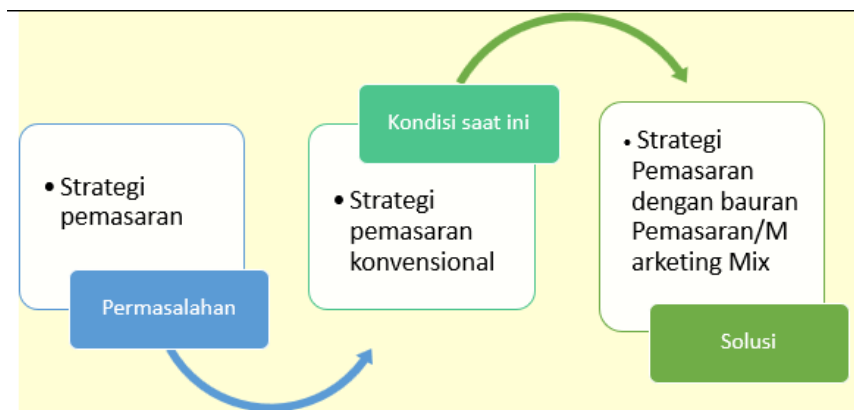 • Strategi
pemasaran
Permasalahan
Kondisi saat ini
• Strategi
pemasaran
konvensional
• Strategi
Pemasaran
dengan bauran
Pemasaran/M
arketing Mix
Solusi